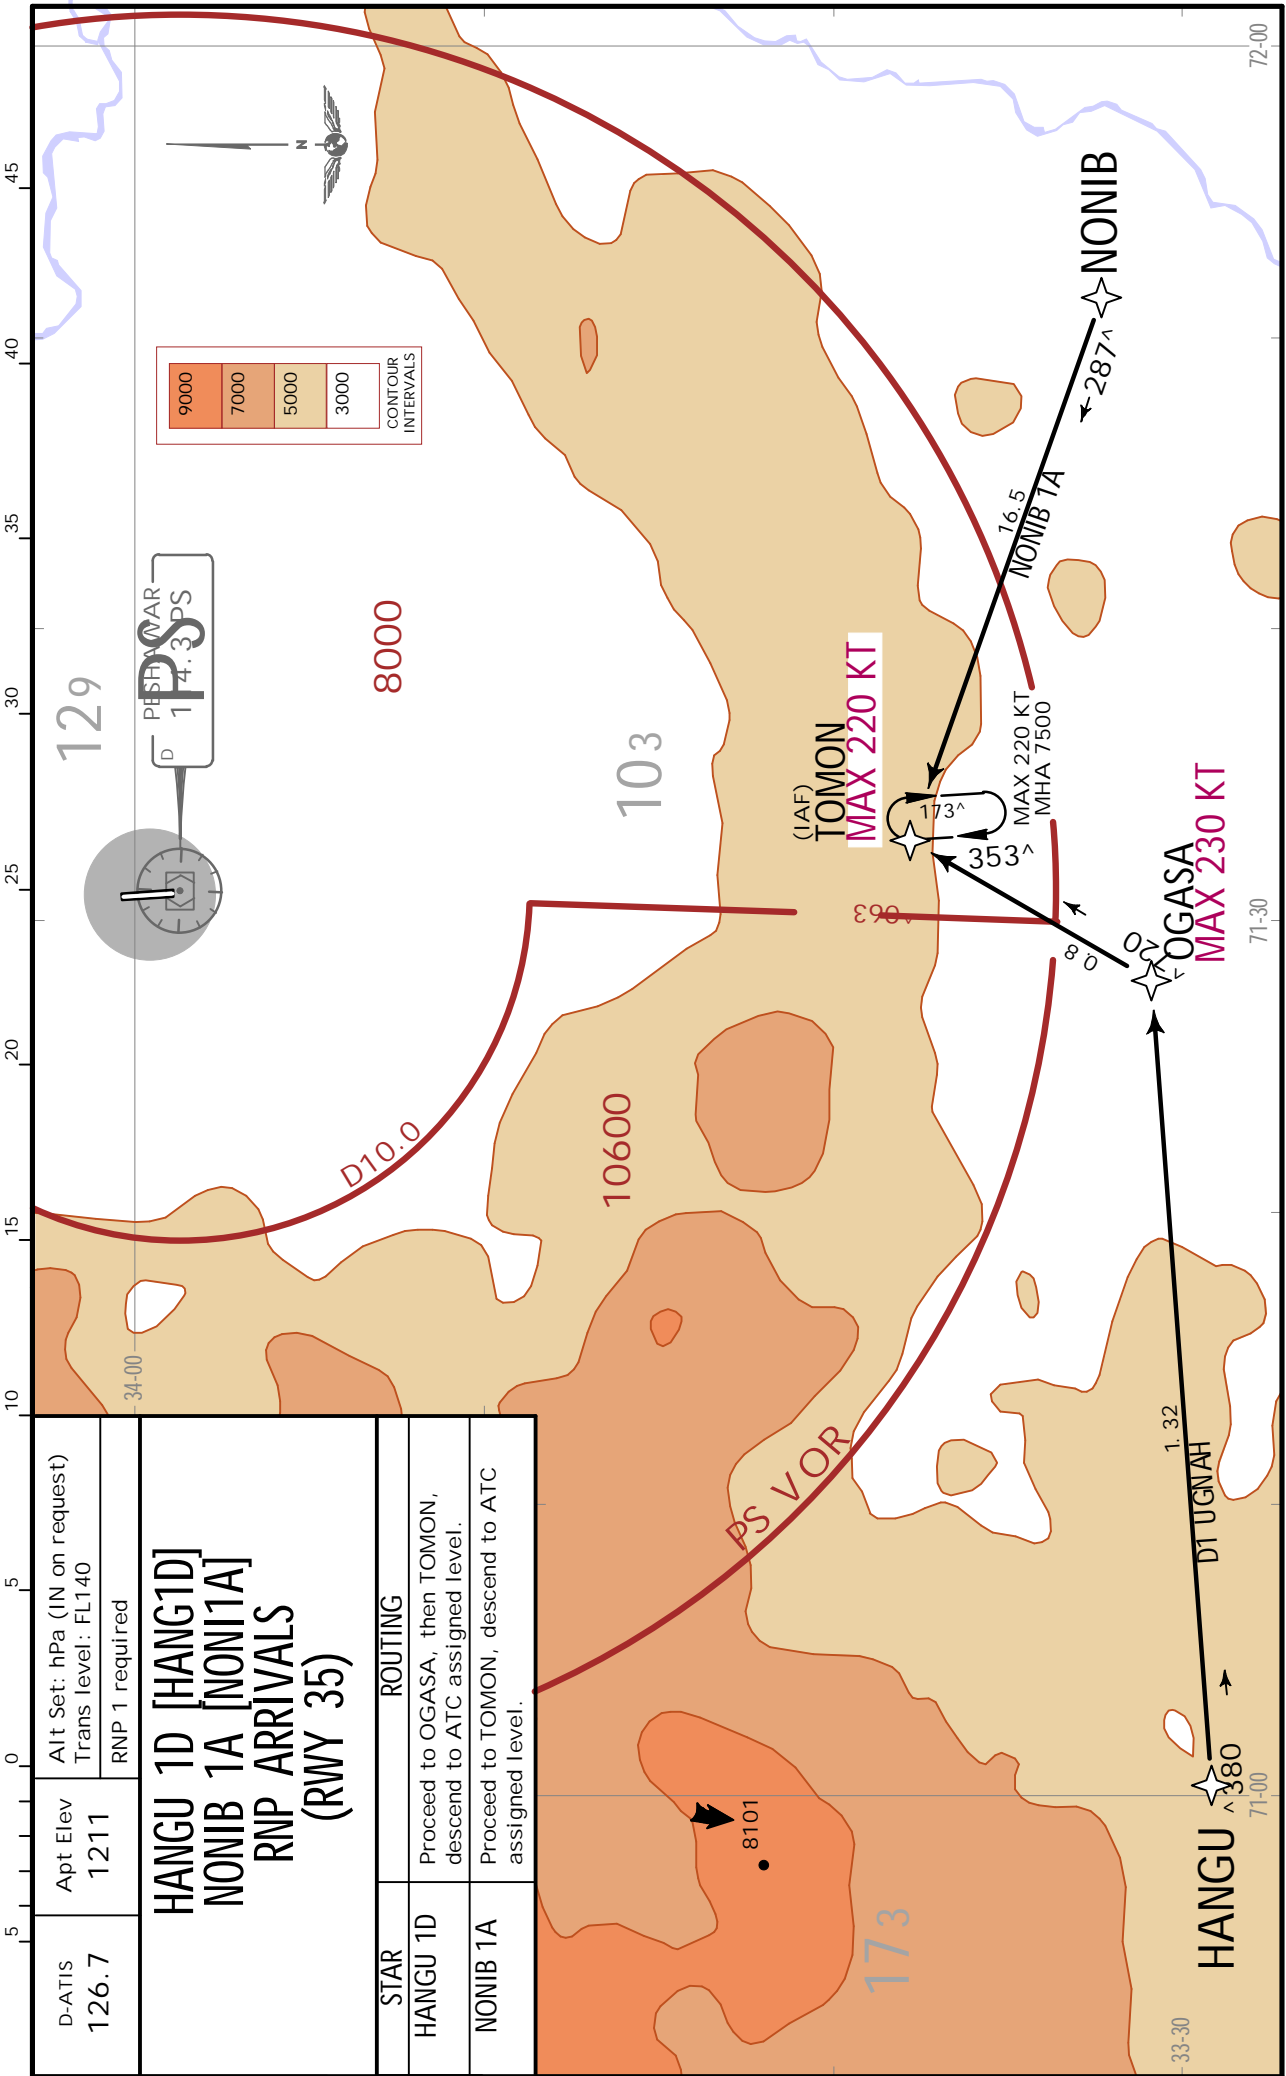 D-ATIS
126.7
Apt Elev
1211
Alt Set: hPa (IN on request)
Trans level: FL140
RNP 1 required
HANGU 1D [HANG1D]
NONIB 1A [NONI1A]
RNP ARRIVALS
(RWY 35)
STAR
ROUTING
HANGU 1D
Proceed to OGASA, then TOMON,
descend to ATC assigned level.
NONIB 1A
Proceed to TOMON, descend to ATC
assigned level.
5
0
5
10
15
20
25
30
35
40
45
129
D
PESHAWAR
PS
8000
103
10600
173
9000
7000
5000
3000
CONTOUR
INTERVALS
N
D10.0
PS VOR
063^
(IAF)
TOMON
MAX 220 KT
173^
353^
MAX 220 KT
MHA 7500
NONIB
287^
16.5
NONIB 1A
OGASA
MAX 230 KT
8.0
1.32
D1 UGNAH
HANGU
^380
8101
34-00
33-30
71-00
71-30
72-00